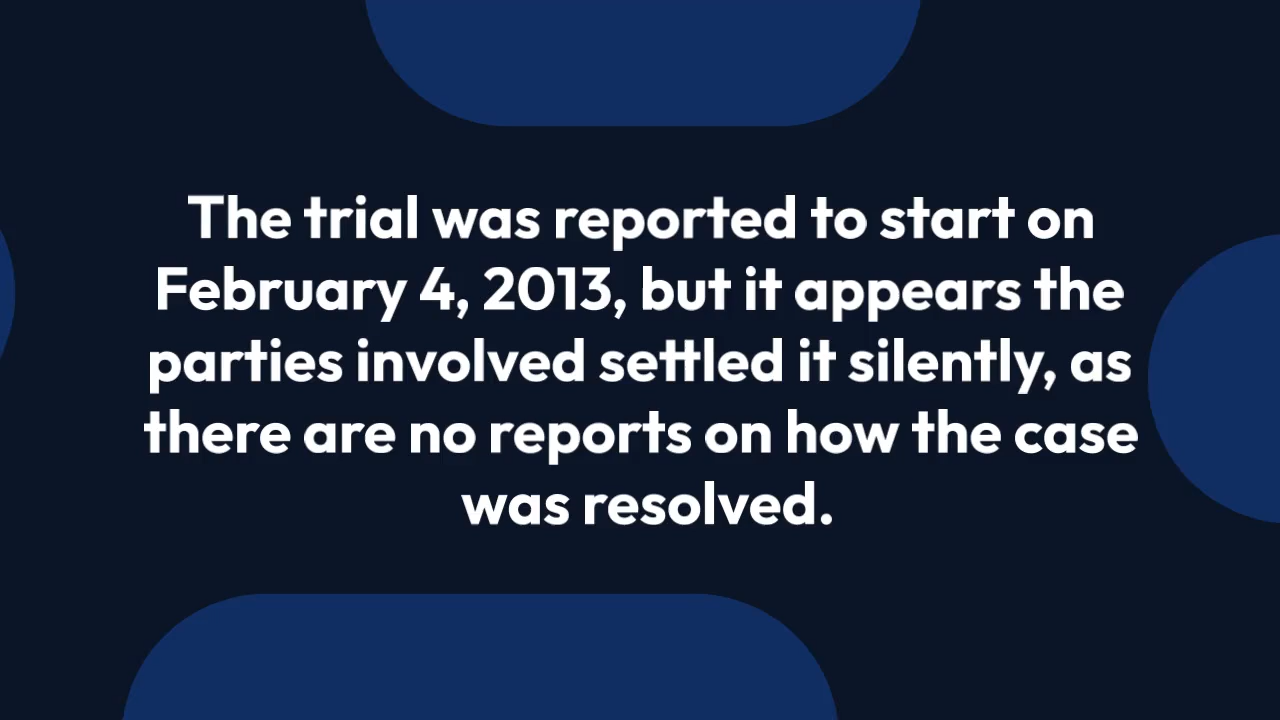 The trial was reported to start on
February 4, 2013, but it appears the
parties involved settled it silently, as
there are no reports on how the case
was resolved.